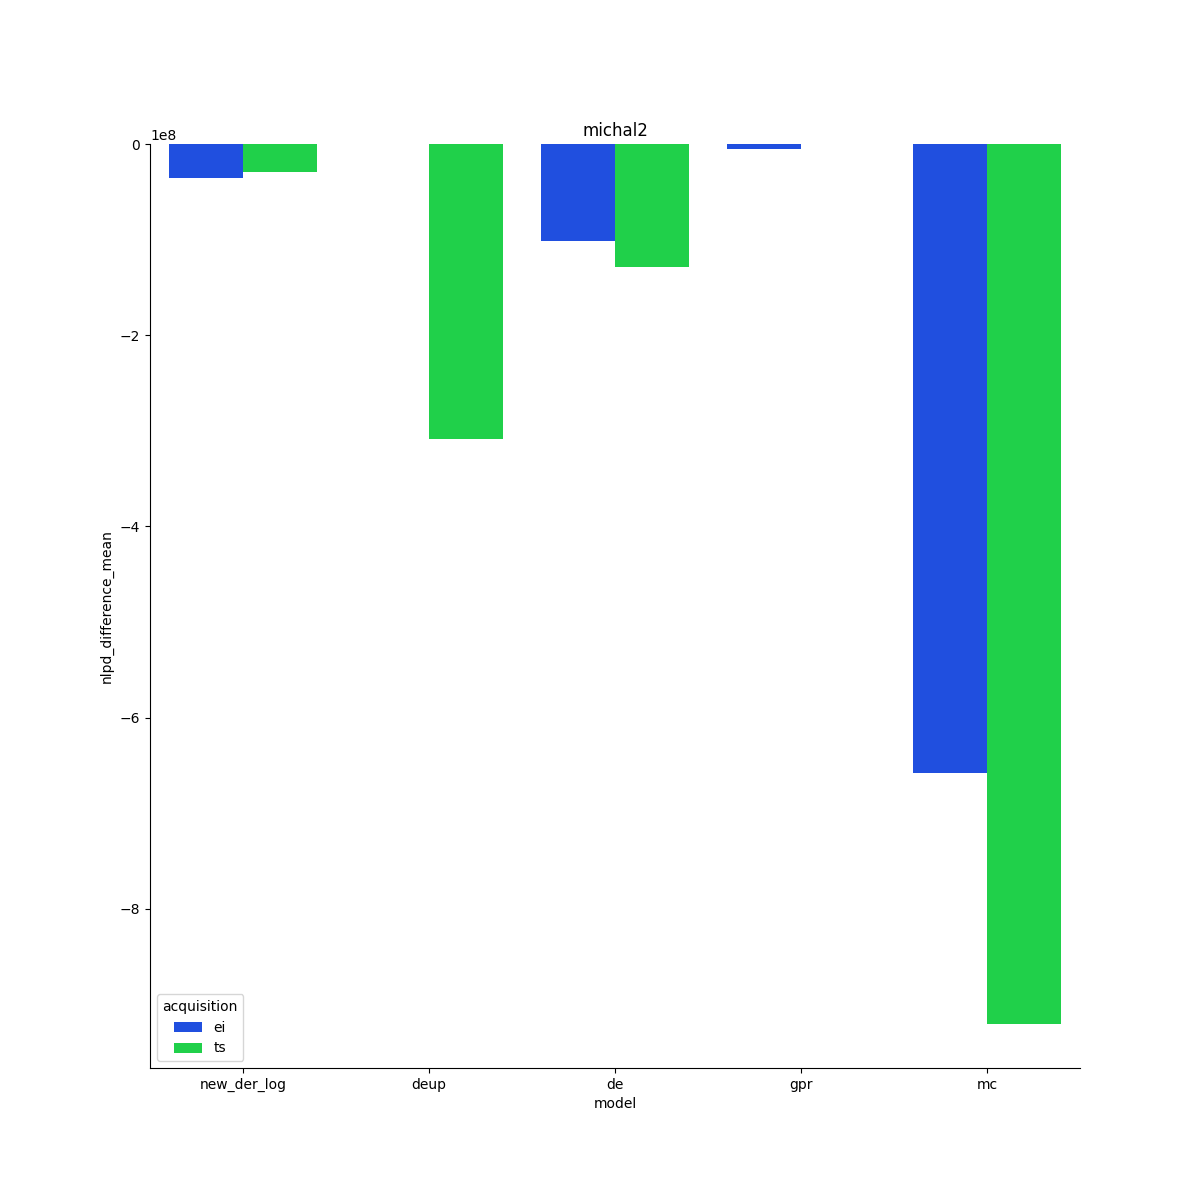 michal2
1e8
0
−2
−4
−6
−8
nlpd_difference_mean
acquisition
ei
ts
new_der_log deup de gpr mc
model